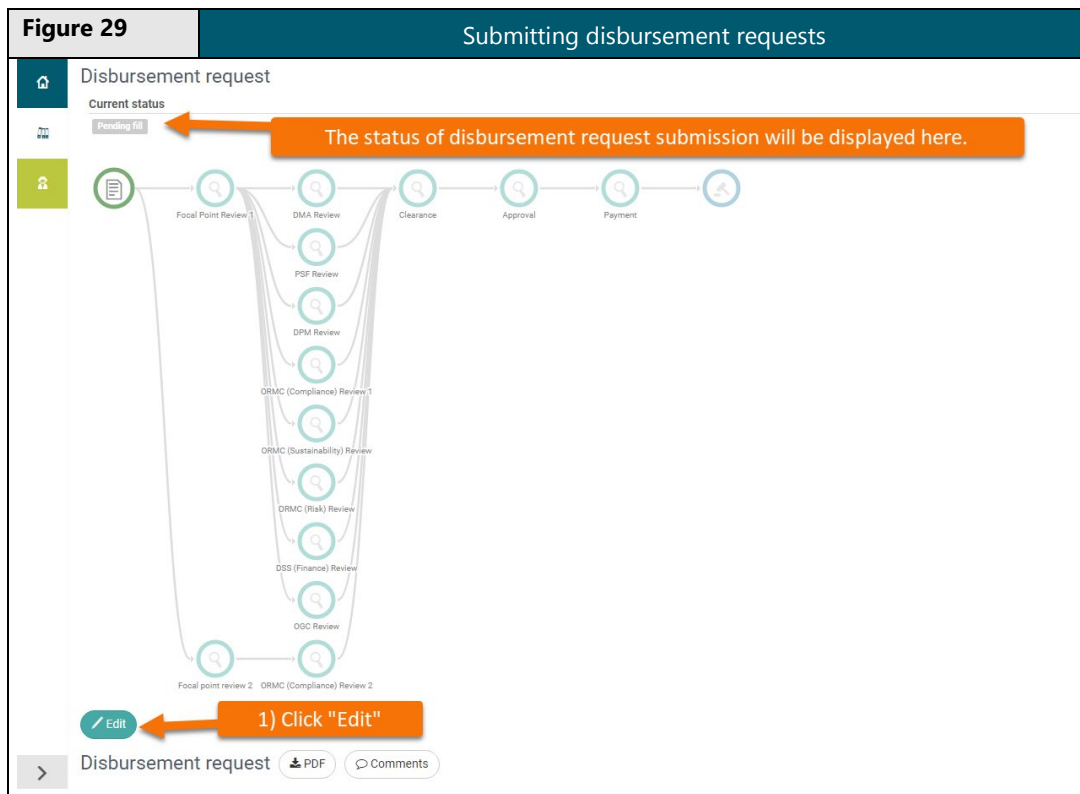 Figure 29
Submitting disbursement requests
Disbursement request
Current status
Pending fill
The status of disbursement request submission will be displayed here.
Focal Point Review 1
DMA Review
Clearance
Approval
Payment
PSF Review
DPM Review
ORMC (Compliance) Review 1
ORMC (Sustainability) Review
ORMC (Risk) Review
DSS (Finance) Review
OGC Review
Focal point review 2
ORMC (Compliance) Review 2
Edit
1) Click "Edit"
Disbursement request
PDF
Comments